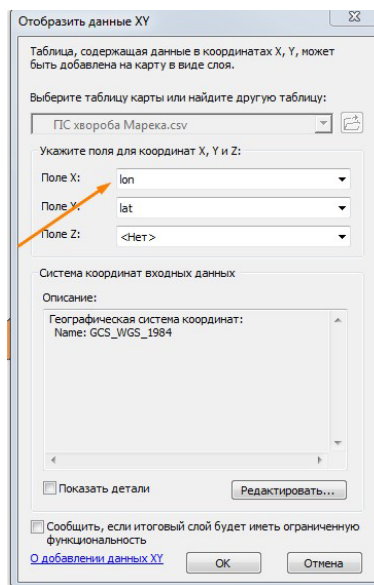 Отобразить данные XY
Таблица, содержащая данные в координатах X, Y, может
быть добавлена на карту в виде слоя.
Выберите таблицу карты или найдите другую таблицу:
ГІС хвороба Марека.csv
Укажите поля для координат X, Y и Z:
Поле X:
lon
Поле Y:
lat
Поле Z:
<Нет>
Система координат входных данных
Описание:
Географическая система координат:
Name: GCS_WGS_1984
Показать детали
Редактировать...
Сообщить, если итоговый слой будет иметь ограниченную
функциональность
О добавлении данных XY
OK
Отмена